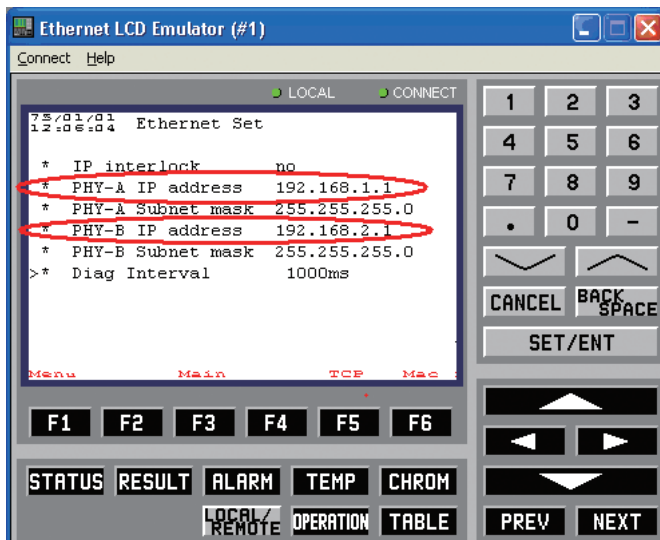 Ethernet LCD Emulator (#1)
Connect Help
LOCAL CONNECT
75/01/01
12:06:04 Ethernet Set
* IP interlock no
* PHY-A IP address 192.168.1.1
* PHY-A Subnet mask 255.255.255.0
* PHY-B IP address 192.168.2.1
* PHY-B Subnet mask 255.255.255.0
>* Diag Interval 1000ms
Menu Main TCP Mac
F1 F2 F3 F4 F5 F6
STATUS RESULT ALARM TEMP CHROM
LOCAL/REMOTE OPERATION TABLE
1 2 3
4 5 6
7 8 9
. 0 -
CANCEL BACK SPACE
SET/ENT
PREV NEXT